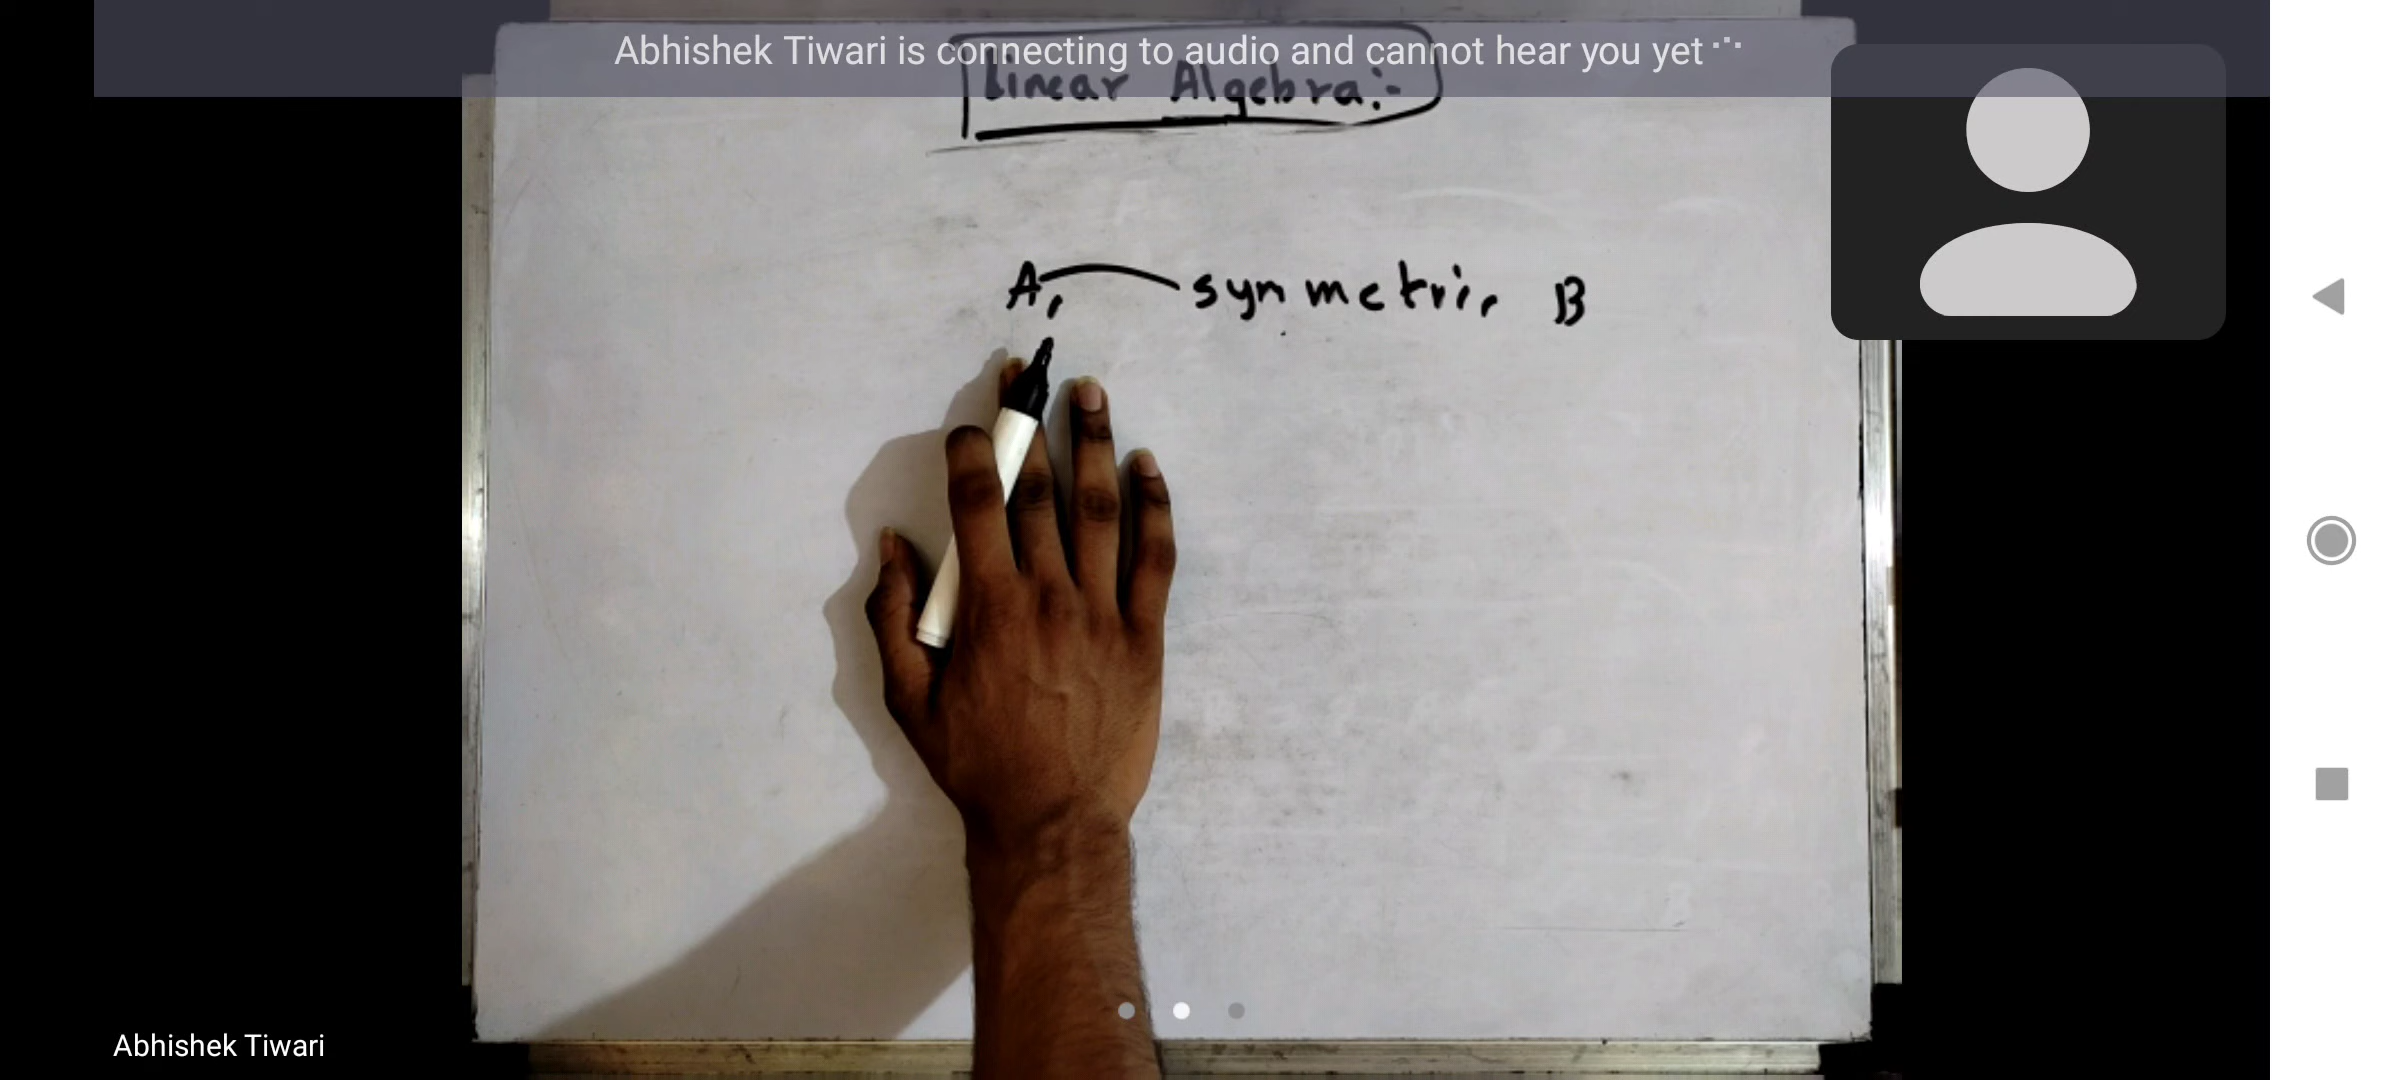 Abhishek Tiwari is connecting to audio and cannot hear you yet
Linear Algebra:-
A, symmetric B
Abhishek Tiwari